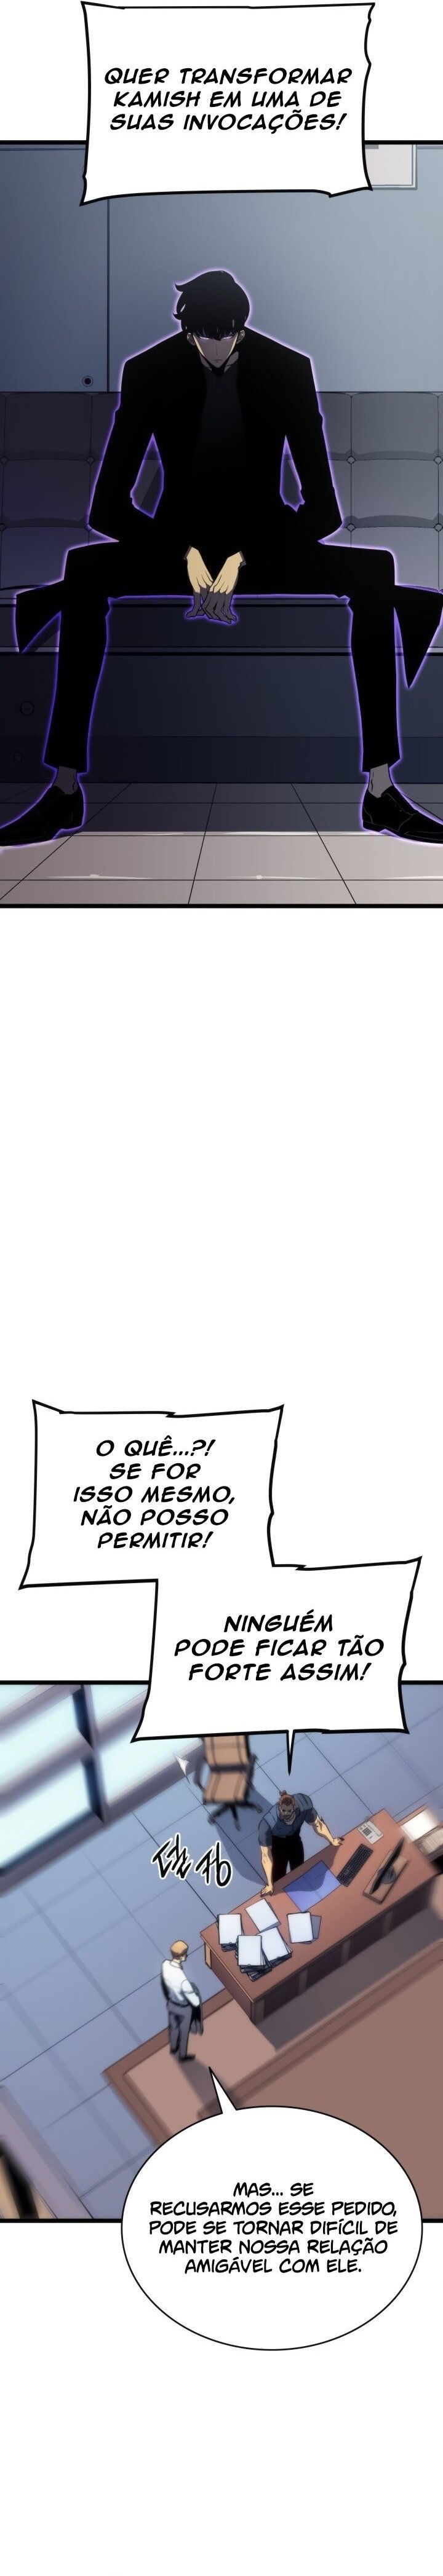 QUER TRANSFORMAR
KAMISH EM UMA DE
SUAS INVOCAÇÕES!
O QUÊ...?!
SE FOR
ISSO MESMO,
NÃO POSSO
PERMITIR!
NINGUÉM
PODE FICAR TÃO
FORTE ASSIM!
MAS... SE
RECUSARMOS ESSE PEDIDO,
PODE SE TORNAR DIFÍCIL DE
MANTER NOSSA RELAÇÃO
AMIGÁVEL COM ELE.